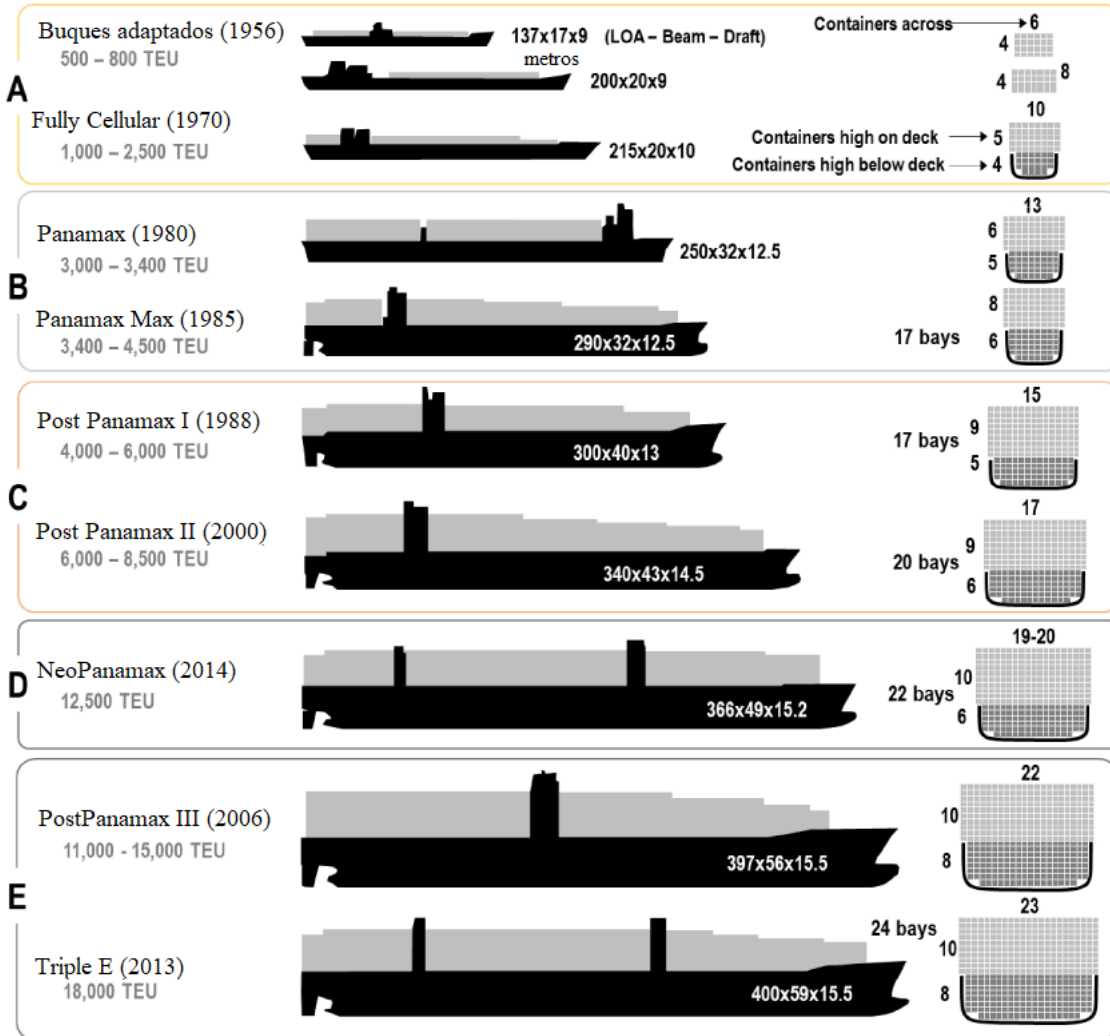 A
Buques adaptados (1956)
500 – 800 TEU
137x17x9 (LOA – Beam – Draft)
metros
200x20x9
Containers across 6
4
4 8
Fully Cellular (1970)
1,000 – 2,500 TEU
215x20x10
10
Containers high on deck 5
Containers high below deck 4
B
Panamax (1980)
3,000 – 3,400 TEU
250x32x12.5
13
6
5
Panamax Max (1985)
3,400 – 4,500 TEU
290x32x12.5
17 bays
8
6
C
Post Panamax I (1988)
4,000 – 6,000 TEU
300x40x13
17 bays
15
9
5
Post Panamax II (2000)
6,000 – 8,500 TEU
340x43x14.5
20 bays
17
9
6
D
NeoPanamax (2014)
12,500 TEU
366x49x15.2
22 bays
19-20
10
6
E
PostPanamax III (2006)
11,000 - 15,000 TEU
397x56x15.5
22
10
8
Triple E (2013)
18,000 TEU
400x59x15.5
24 bays
23
10
8